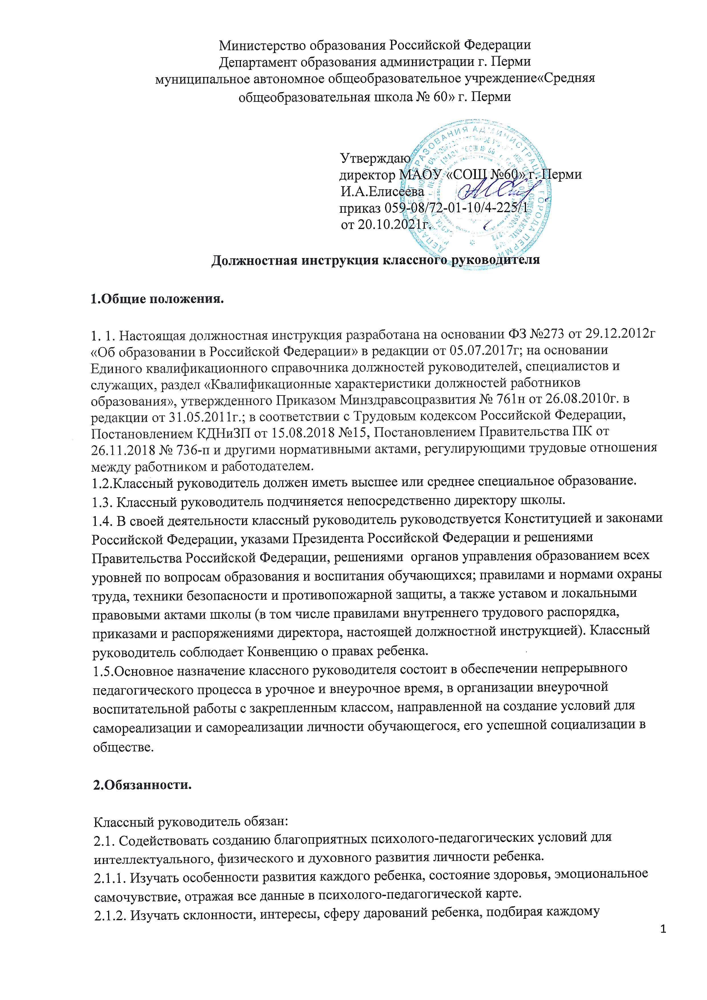 Министерство образования Российской Федерации
Департамент образования администрации г. Перми
муниципальное автономное общеобразовательное учреждение«Средняя
общеобразовательная школа № 60» г. Перми
ДЕПАРТАМЕНТ ОБРАЗОВАНИЯ АДМИНИСТРАЦИИ ГОРОДА ПЕРМИ
Утверждаю
директор МАОУ «СОШ №60» г. Перми
И.А.Елисеева
приказ 059-08/72-01-10/4-225/1
от 20.10.2021г.
Должностная инструкция классного руководителя
1.Общие положения.
1. 1. Настоящая должностная инструкция разработана на основании ФЗ №273 от 29.12.2012г
«Об образовании в Российской Федерации» в редакции от 05.07.2017г; на основании
Единого квалификационного справочника должностей руководителей, специалистов и
служащих, раздел «Квалификационные характеристики должностей работников
образования», утвержденного Приказом Минздравсоцразвития № 761н от 26.08.2010г. в
редакции от 31.05.2011г.; в соответствии с Трудовым кодексом Российской Федерации,
Постановлением КДНиЗП от 15.08.2018 №15, Постановлением Правительства ПК от
26.11.2018 № 736-п и другими нормативными актами, регулирующими трудовые отношения
между работником и работодателем.
1.2.Классный руководитель должен иметь высшее или среднее специальное образование.
1.3. Классный руководитель подчиняется непосредственно директору школы.
1.4. В своей деятельности классный руководитель руководствуется Конституцией и законами
Российской Федерации, указами Президента Российской Федерации и решениями
Правительства Российской Федерации, решениями  органов управления образованием всех
уровней по вопросам образования и воспитания обучающихся; правилами и нормами охраны
труда, техники безопасности и противопожарной защиты, а также уставом и локальными
правовыми актами школы (в том числе правилами внутреннего трудового распорядка,
приказами и распоряжениями директора, настоящей должностной инструкцией). Классный
руководитель соблюдает Конвенцию о правах ребенка.
1.5.Основное назначение классного руководителя состоит в обеспечении непрерывного
педагогического процесса в урочное и внеурочное время, в организации внеурочной
воспитательной работы с закрепленным классом, направленной на создание условий для
самореализации и самореализации личности обучающегося, его успешной социализации в
обществе.
2.Обязанности.
Классный руководитель обязан:
2.1. Содействовать созданию благоприятных психолого-педагогических условий для
интеллектуального, физического и духовного развития личности ребенка.
2.1.1. Изучать особенности развития каждого ребенка, состояние здоровья, эмоциональное
самочувствие, отражая все данные в психолого-педагогической карте.
2.1.2. Изучать склонности, интересы, сферу дарований ребенка, подбирая каждому
1